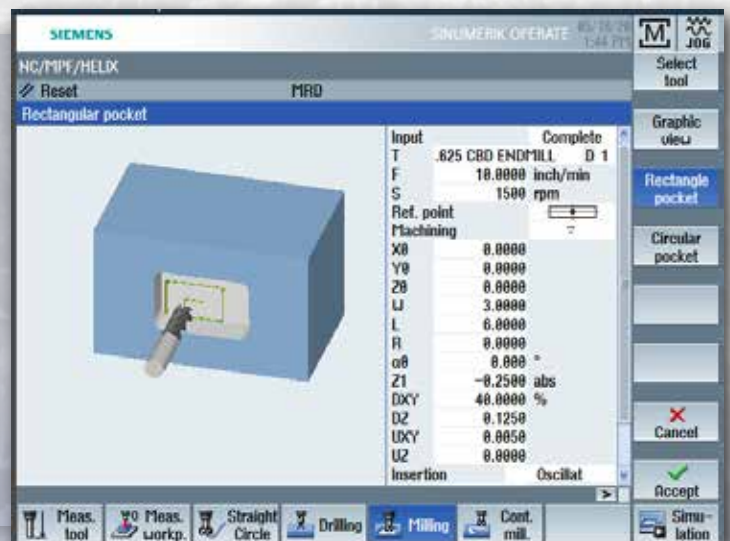 SIEMENS
SINUMERIK OPERATE
1:44 PM
M
JOG
NC/MPF/HELIX
Select tool
Reset
MRD
Rectangular pocket
Graphic view
Input Complete
T .625 CBD ENDMILL D 1
F 10.0000 inch/min
S 1500 rpm
Rectangle pocket
Ref. point
Machining
X0 0.0000
Y0 0.0000
Z0 0.0000
W 3.0000
L 6.0000
R 0.0000
α0 0.000 °
Z1 -0.2500 abs
DXY 40.0000 %
DZ 0.1250
UXY 0.0050
UZ 0.0000
Insertion Oscillat
Circular pocket
Cancel
Accept
>
Meas. tool
Meas. workp.
Straight Circle
Drilling
Milling
Cont. mill.
Simu- lation